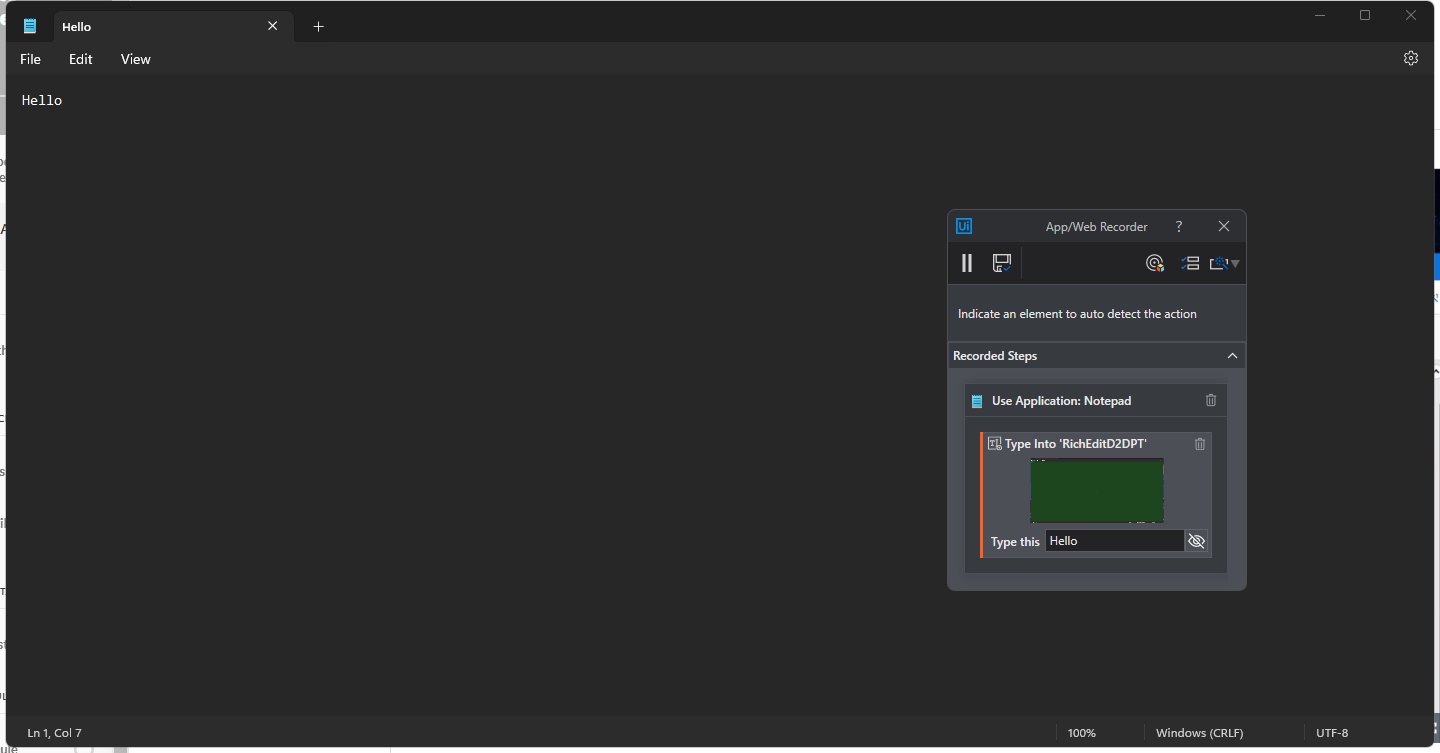 Hello
File Edit View
Hello
Ui App/Web Recorder ?
Indicate an element to auto detect the action
Recorded Steps
Use Application: Notepad
Type Into 'RichEditD2DPT'
Type this Hello
Ln 1, Col 7 100% Windows (CRLF) UTF-8